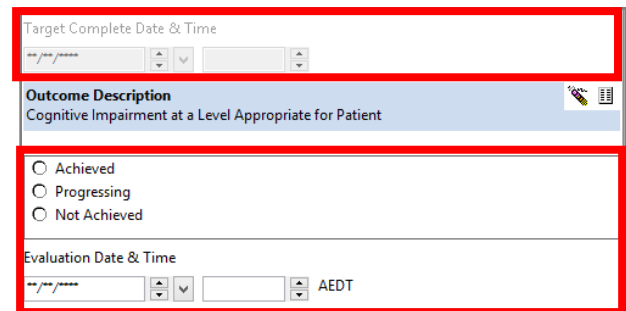 Target Complete Date & Time
**/**/****
Outcome Description
Cognitive Impairment at a Level Appropriate for Patient
Achieved
Progressing
Not Achieved
Evaluation Date & Time
**/**/**** AEDT